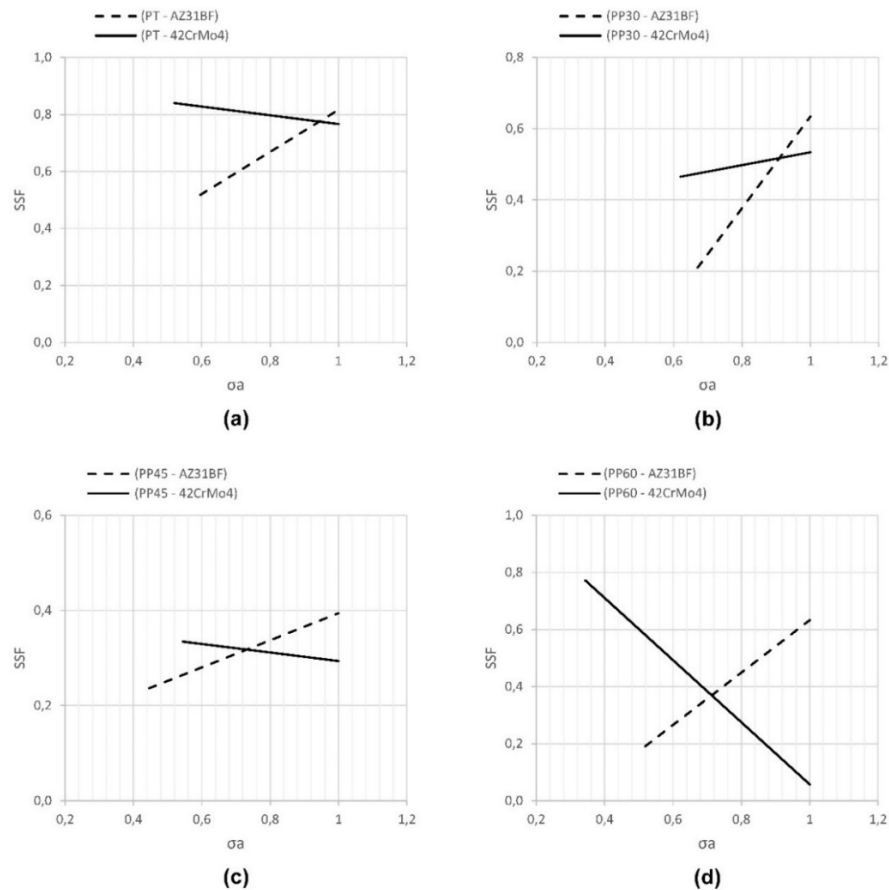 (PT - AZ31BF)
(PT - 42CrMo4)
1,0
0,8
0,6
0,4
0,2
0,0
SSF
0,2 0,4 0,6 0,8 1 1,2
σa
(a)
(PP30 - AZ31BF)
(PP30 - 42CrMo4)
0,8
0,6
0,4
0,2
0,0
SSF
0,2 0,4 0,6 0,8 1 1,2
σa
(b)
(PP45 - AZ31BF)
(PP45 - 42CrMo4)
0,6
0,4
0,2
0,0
SSF
0,2 0,4 0,6 0,8 1 1,2
σa
(c)
(PP60 - AZ31BF)
(PP60 - 42CrMo4)
1,0
0,8
0,6
0,4
0,2
0,0
SSF
0,2 0,4 0,6 0,8 1 1,2
σa
(d)